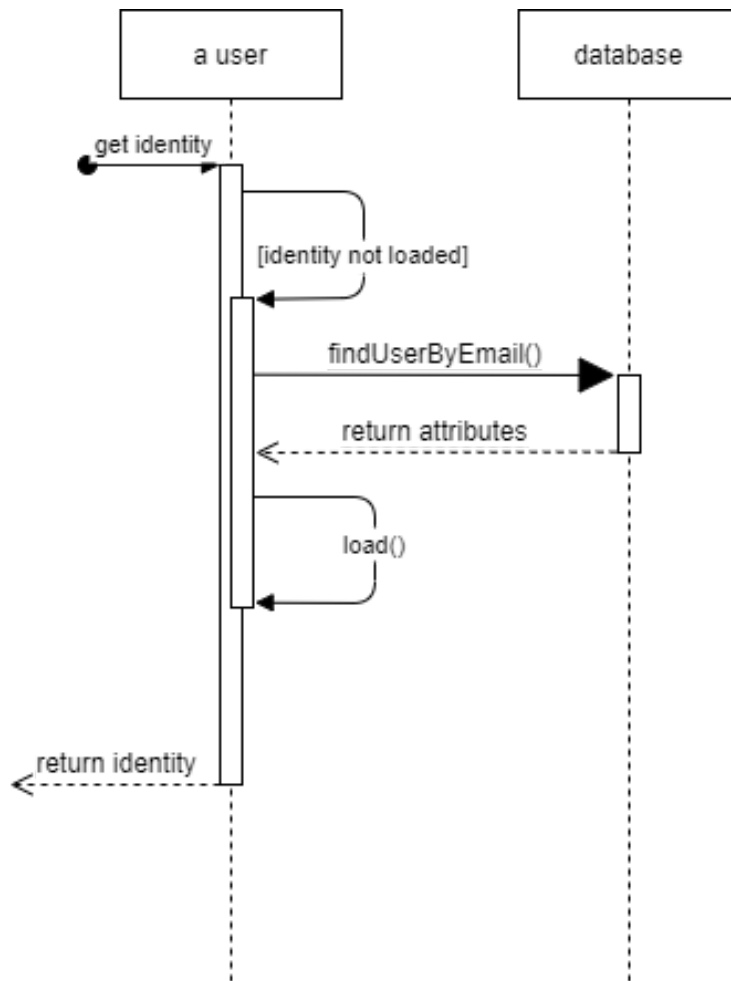 a user
database
get identity
[identity not loaded]
findUserByEmail()
return attributes
load()
return identity